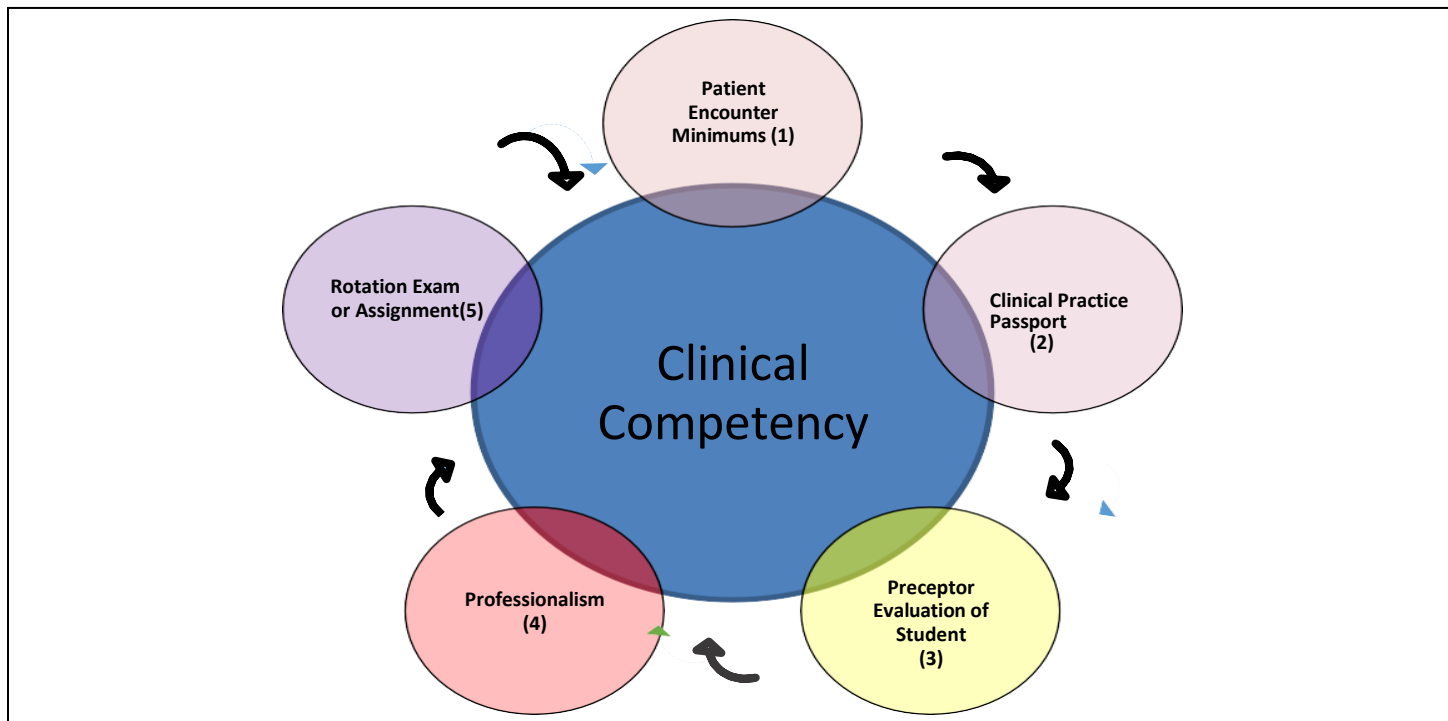 Patient
Encounter
Minimums (1)
Clinical Practice
Passport
(2)
Preceptor
Evaluation of
Student
(3)
Professionalism
(4)
Rotation Exam
or Assignment(5)
Clinical
Competency